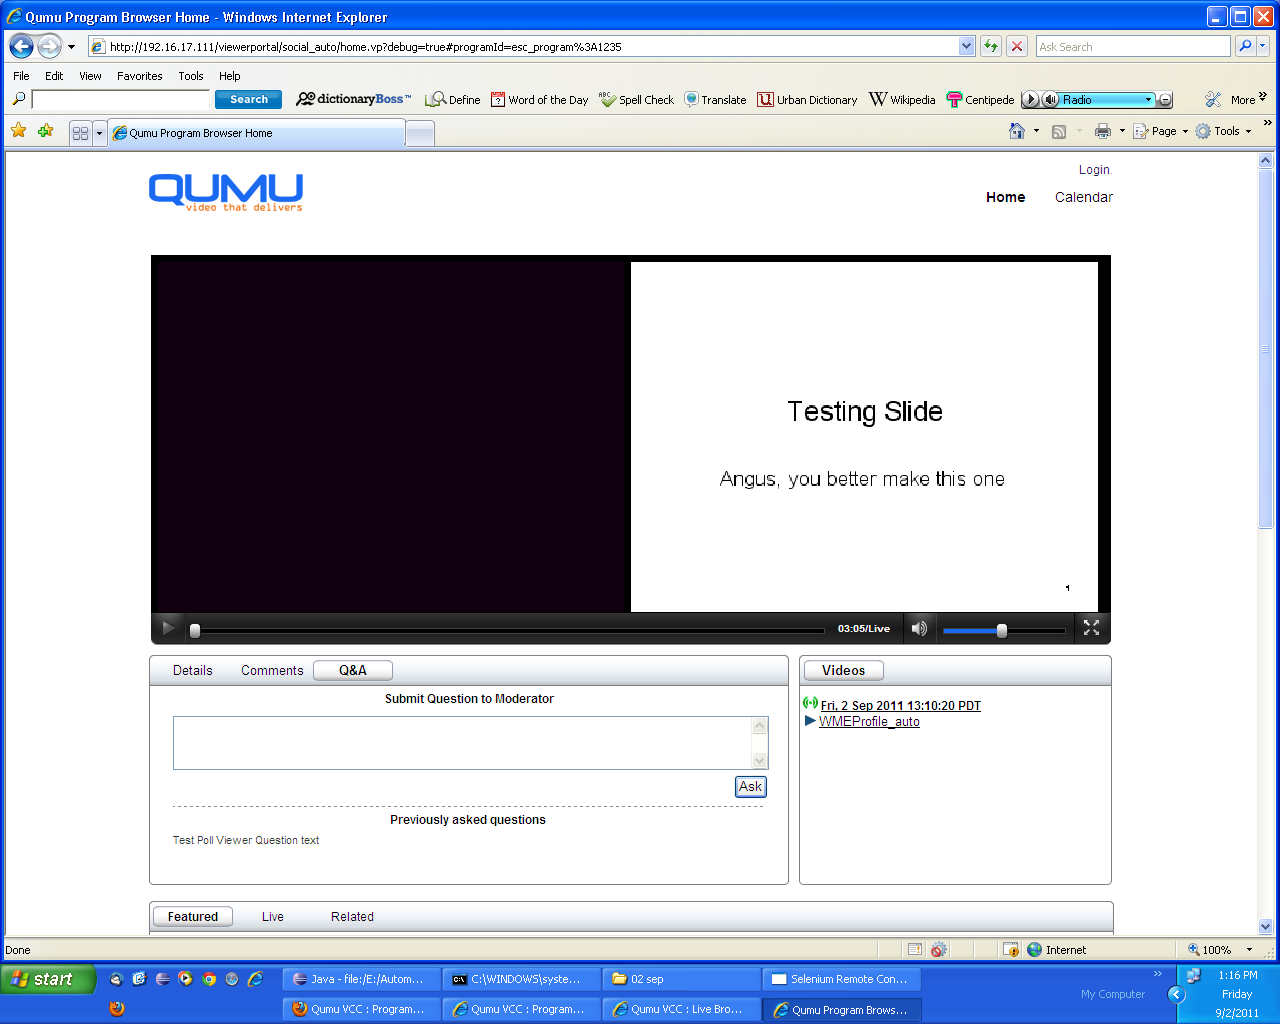 Qumu Program Browser Home - Windows Internet Explorer
http://192.16.17.111/viewerportal/social_auto/home.vp?debug=true#programId=esc_program%3A1235
Ask Search
File Edit View Favorites Tools Help
Search dictionaryBoss™ Define Word of the Day ABC Spell Check Translate Urban Dictionary Wikipedia Centipede Radio More
Qumu Program Browser Home
Page Tools
Login
QUMU
video that delivers
Home Calendar
Testing Slide
Angus, you better make this one
1
03:05/Live
Details Comments Q&A
Videos
Submit Question to Moderator
Fri, 2 Sep 2011 13:10:20 PDT
WMEProfile_auto
Ask
Previously asked questions
Test Poll Viewer Question text
Featured Live Related
Done Internet 100%
start
Java - file:/E:/Autom... C:\WINDOWS\syste... 02 sep Selenium Remote Con...
Qumu VCC : Program... Qumu VCC : Program... Qumu VCC : Live Bro... Qumu Program Brows...
My Computer
1:16 PM
Friday
9/2/2011